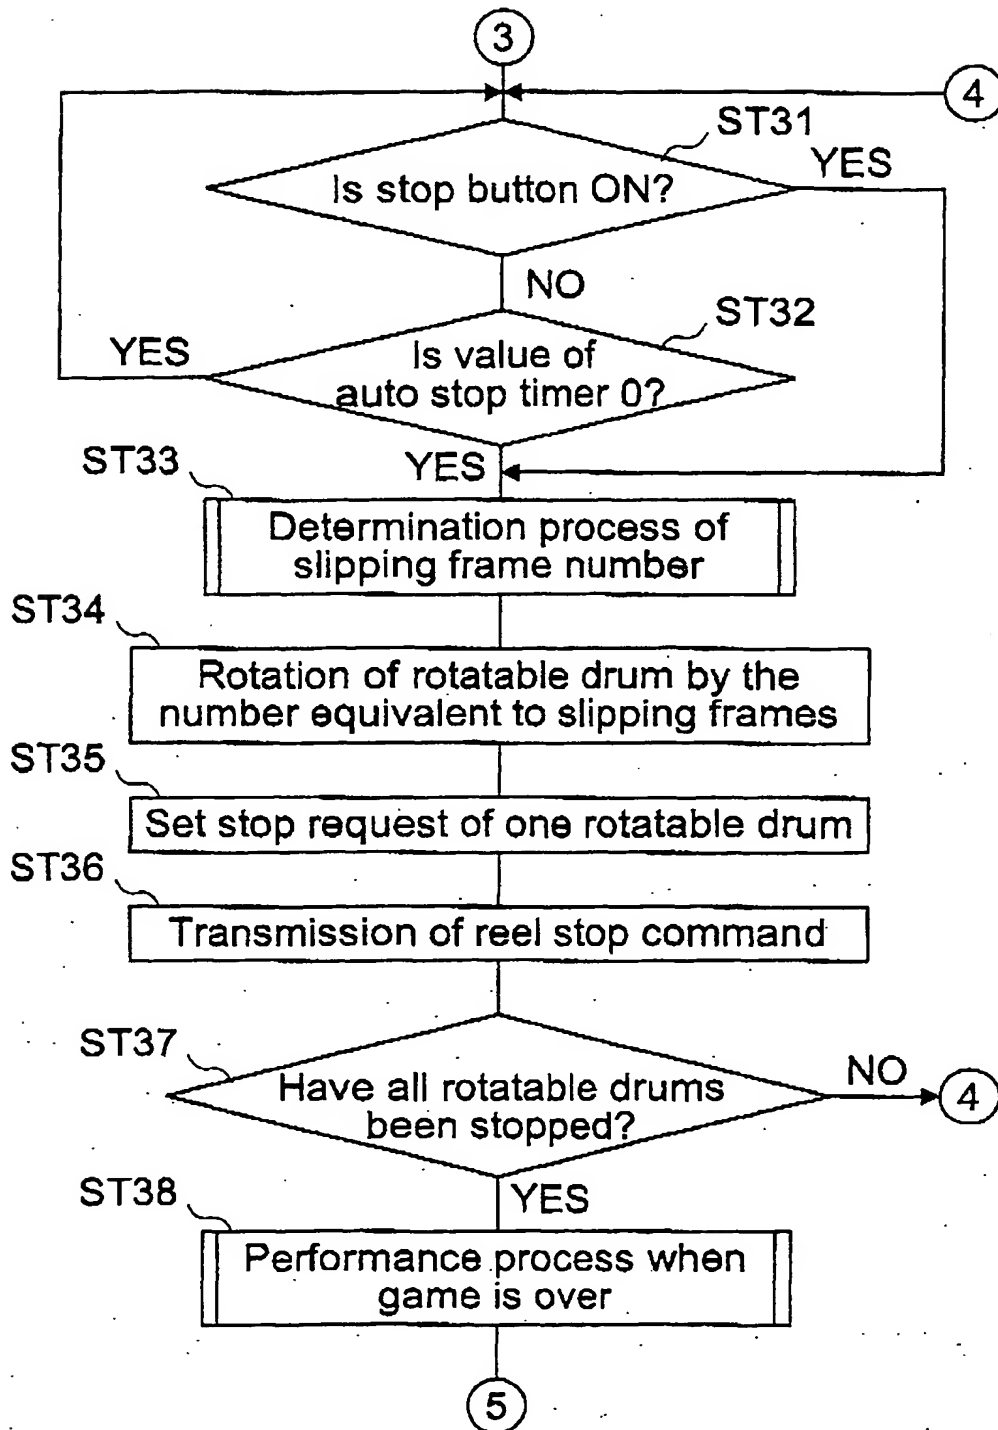 3
4
ST31
YES
Is stop button ON?
NO
ST32
YES
Is value of
auto stop timer 0?
YES
ST33
Determination process of
slipping frame number
ST34
Rotation of rotatable drum by the
number equivalent to slipping frames
ST35
Set stop request of one rotatable drum
ST36
Transmission of reel stop command
ST37
Have all rotatable drums
been stopped?
NO
4
YES
ST38
Performance process when
game is over
5